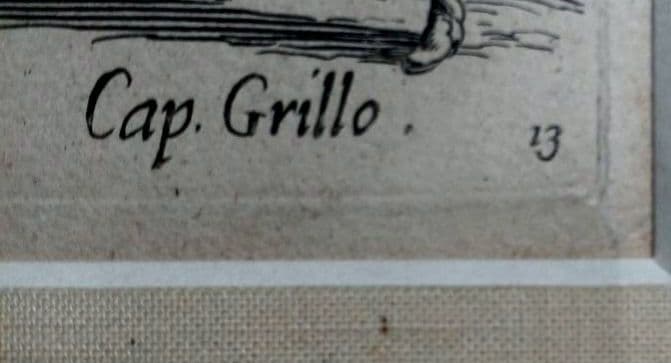 Cap. Grillo .
13